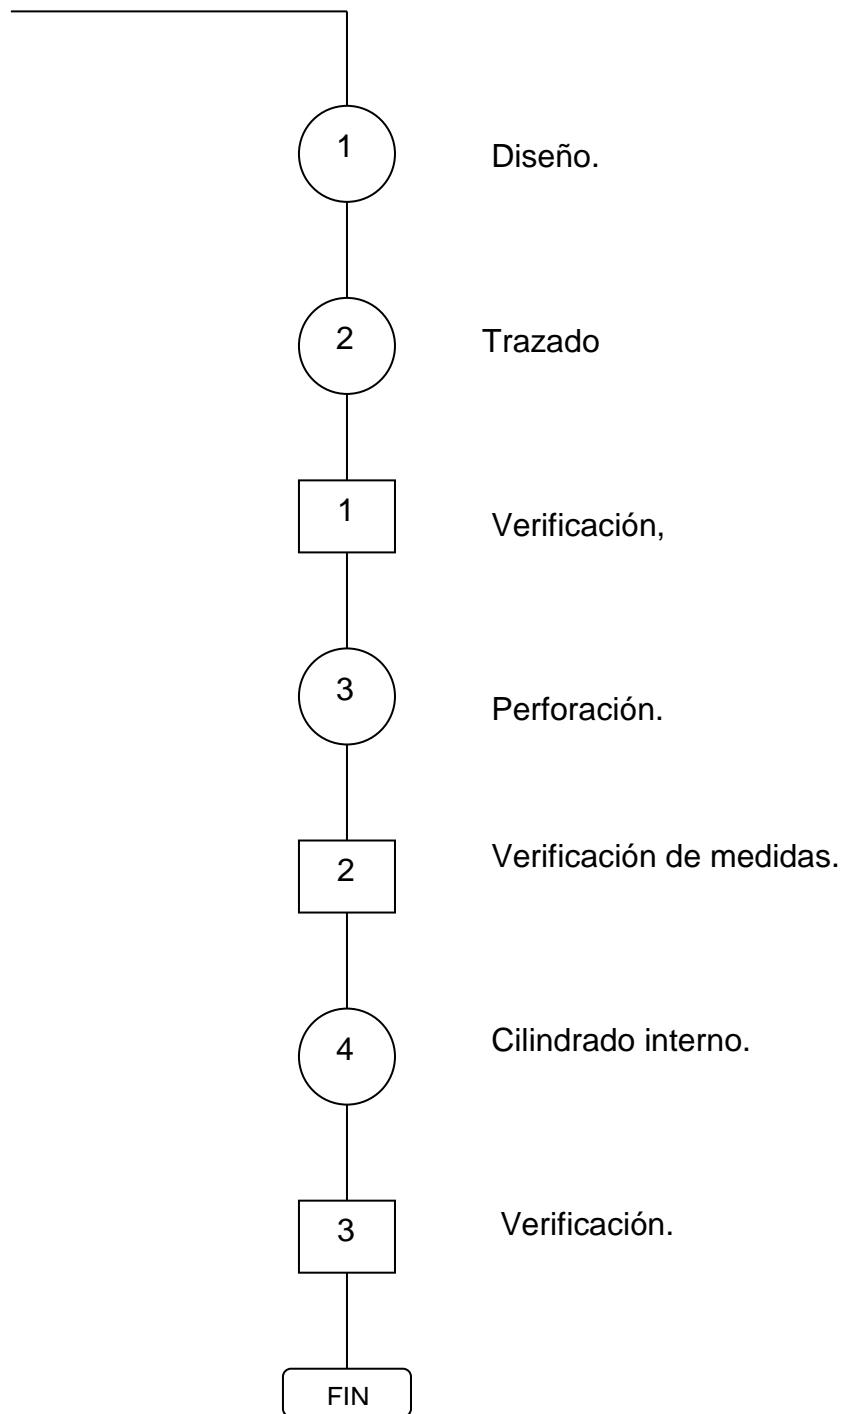 1
Diseño.
2
Trazado
1
Verificación,
3
Perforación.
2
Verificación de medidas.
4
Cilindrado interno.
3
Verificación.
FIN